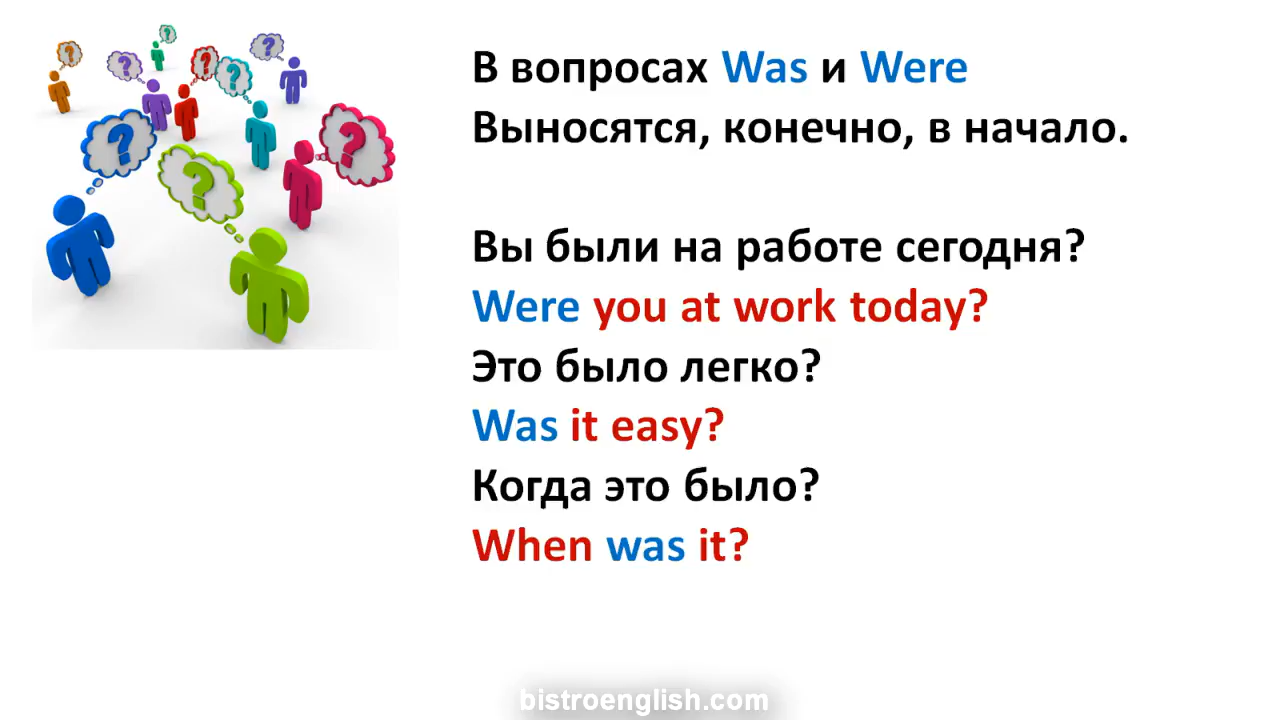 В вопросах Was и Were
Выносятся, конечно, в начало.
Вы были на работе сегодня?
Were you at work today?
Это было легко?
Was it easy?
Когда это было?
When was it?
bistroenglish.com